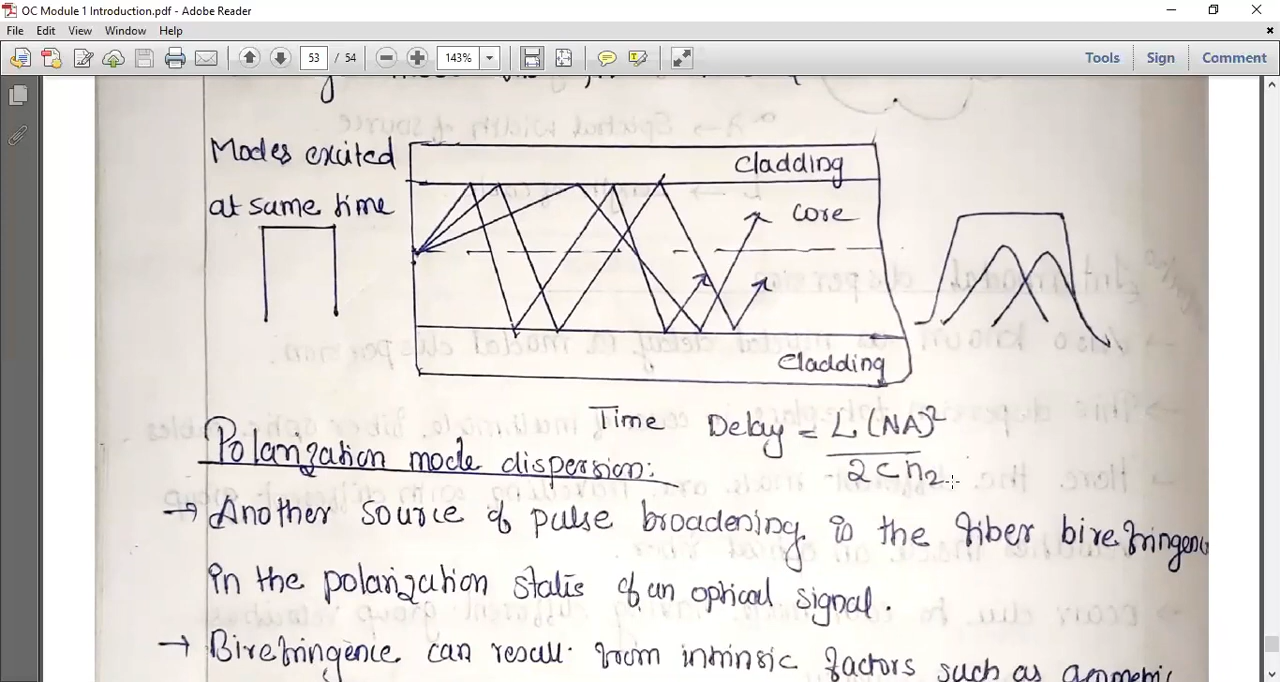 OC Module 1 Introduction.pdf - Adobe Reader
File Edit View Window Help
53 / 54 143% Tools Sign Comment
Modes excited
at same time
cladding
core
cladding
Time Delay = L (NA)²
2 C n₂
Polarization mode dispersion:
→ Another source of pulse broadening is the fiber birefringence
in the polarization states of an optical signal.
→ Birefringence can result from intrinsic factors such as geometric